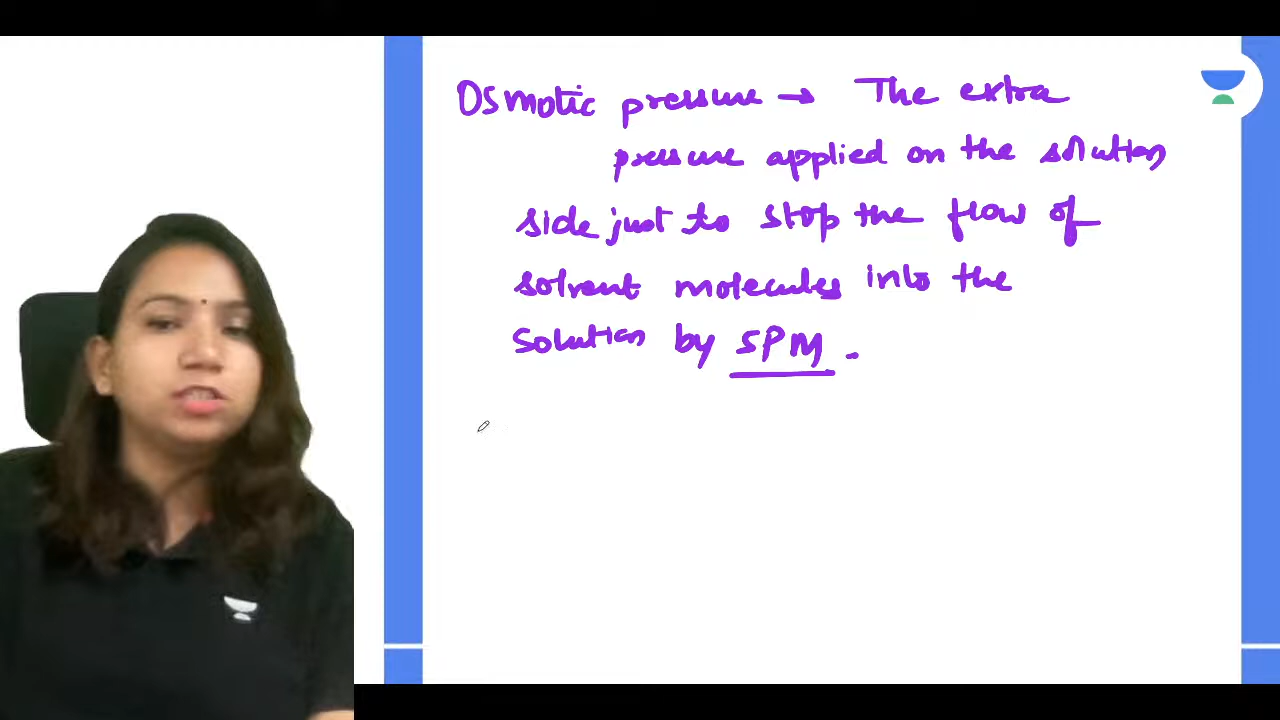 Osmotic pressure → The extra
pressure applied on the solution
side just to stop the flow of
solvent molecules into the
solution by SPM.